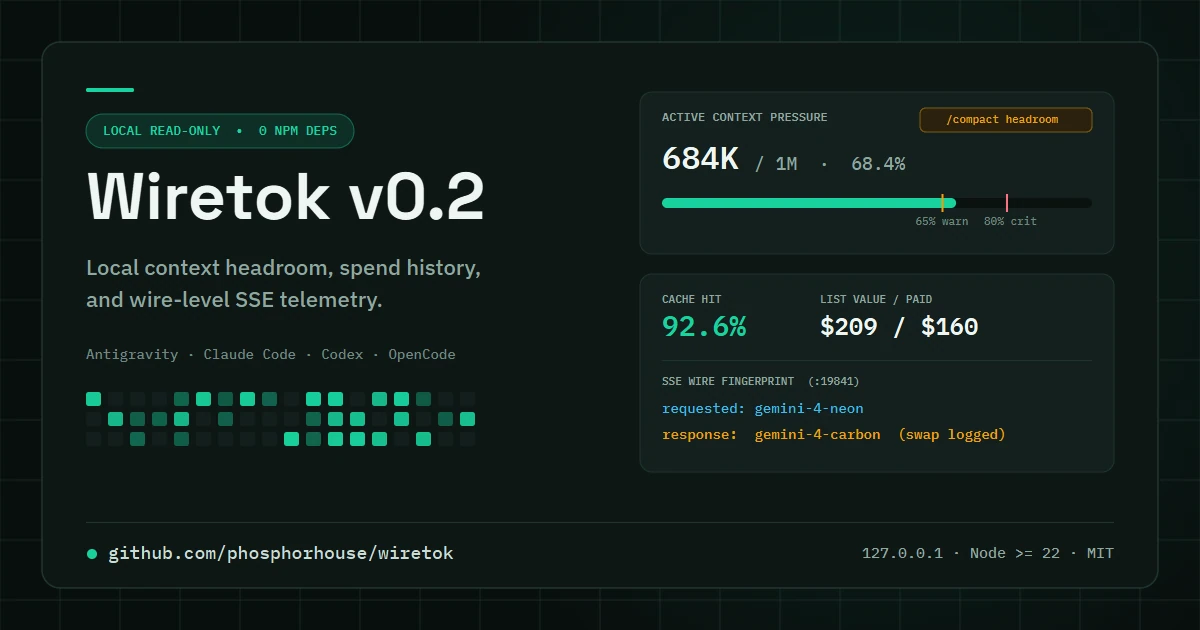 LOCAL READ-ONLY • 0 NPM DEPS
Wiretok v0.2
Local context headroom, spend history,
and wire-level SSE telemetry.
Antigravity · Claude Code · Codex · OpenCode
ACTIVE CONTEXT PRESSURE
/compact headroom
684K / 1M · 68.4%
65% warn 80% crit
CACHE HIT
92.6%
LIST VALUE / PAID
$209 / $160
SSE WIRE FINGERPRINT (:19841)
requested: gemini-4-neon
response: gemini-4-carbon (swap logged)
github.com/phosphorhouse/wiretok
127.0.0.1 · Node >= 22 · MIT